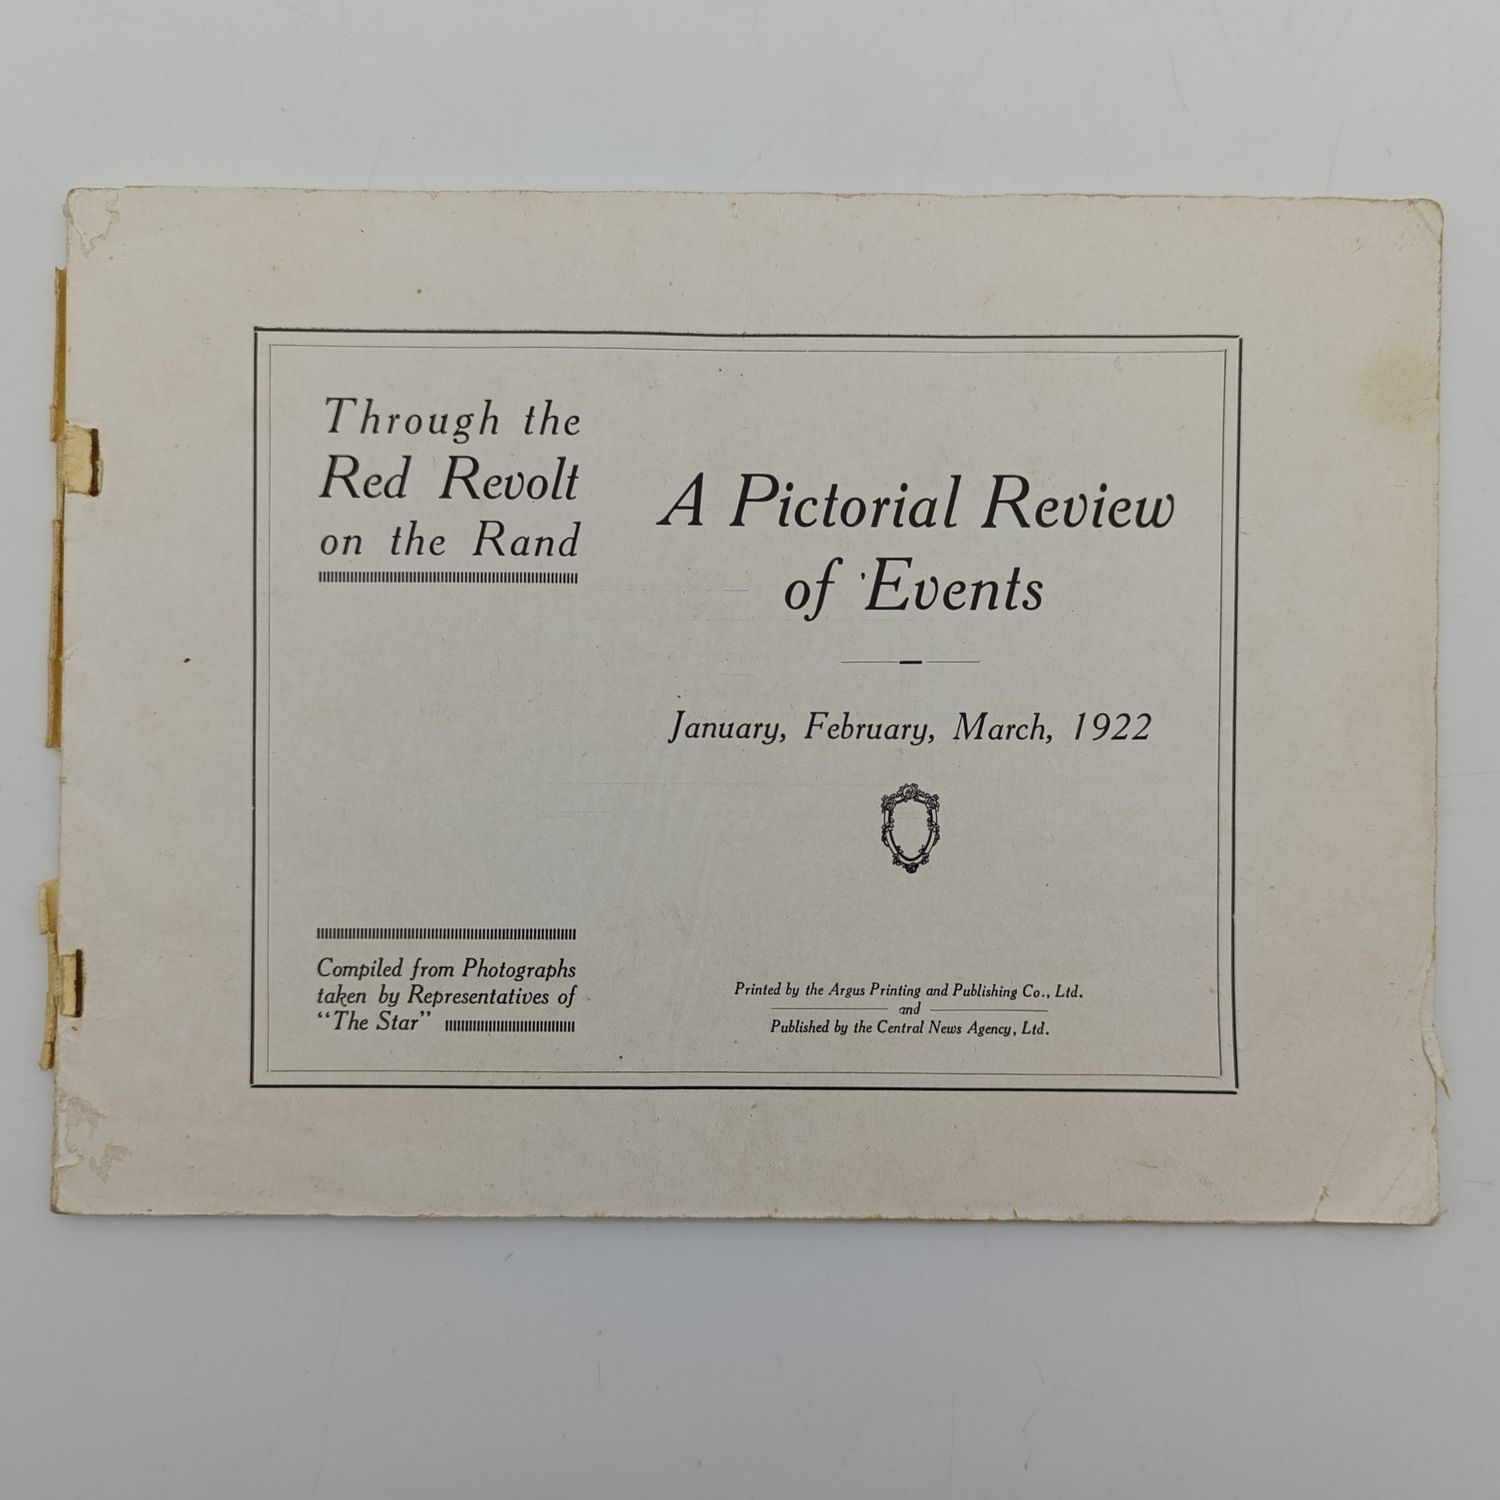 Through the
Red Revolt
on the Rand
A Pictorial Review
of Events
January, February, March, 1922
Compiled from Photographs
taken by Representatives of
“The Star”
Printed by the Argus Printing and Publishing Co., Ltd.
and
Published by the Central News Agency, Ltd.